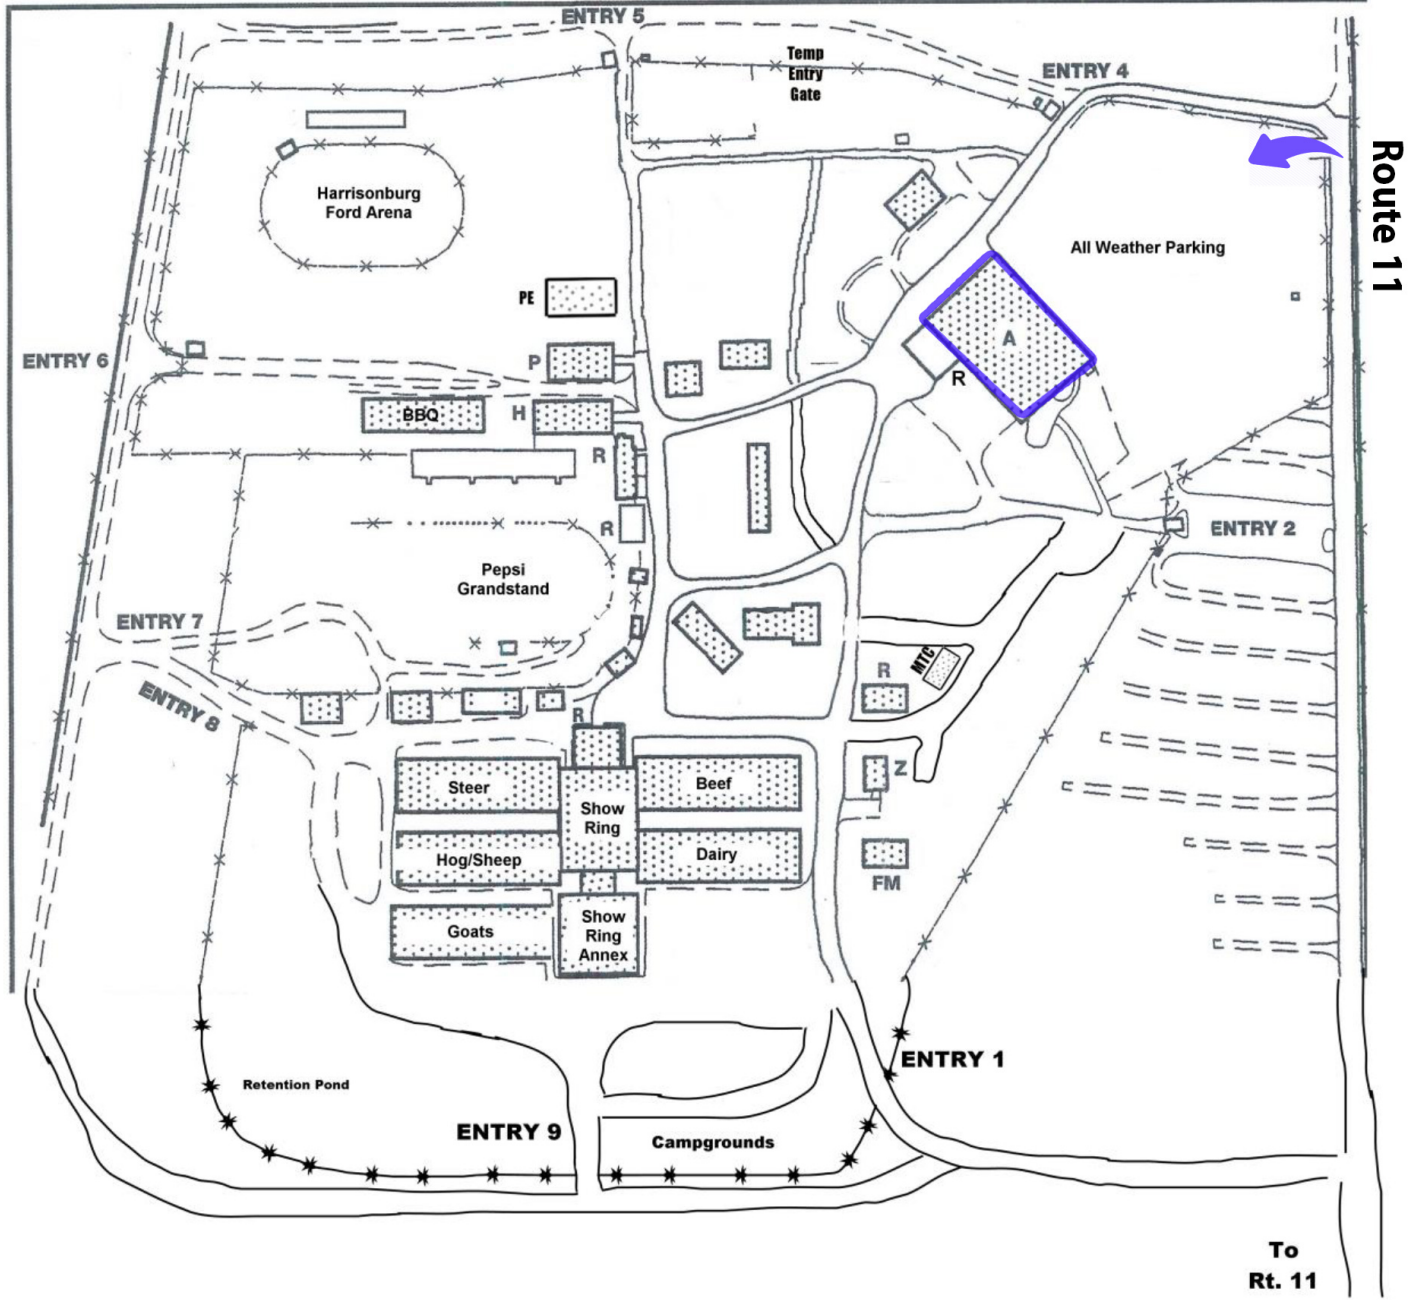 ENTRY 5
Temp
Entry
Gate
ENTRY 4
Route 11
Harrisonburg
Ford Arena
All Weather Parking
PE
A
ENTRY 6
P
R
BBQ
H
R
R
ENTRY 2
Pepsi
Grandstand
ENTRY 7
MTC
R
ENTRY 8
R
Steer
Beef
Z
Show
Ring
Hog/Sheep
Dairy
FM
Goats
Show
Ring
Annex
ENTRY 1
Retention Pond
ENTRY 9
Campgrounds
To
Rt. 11